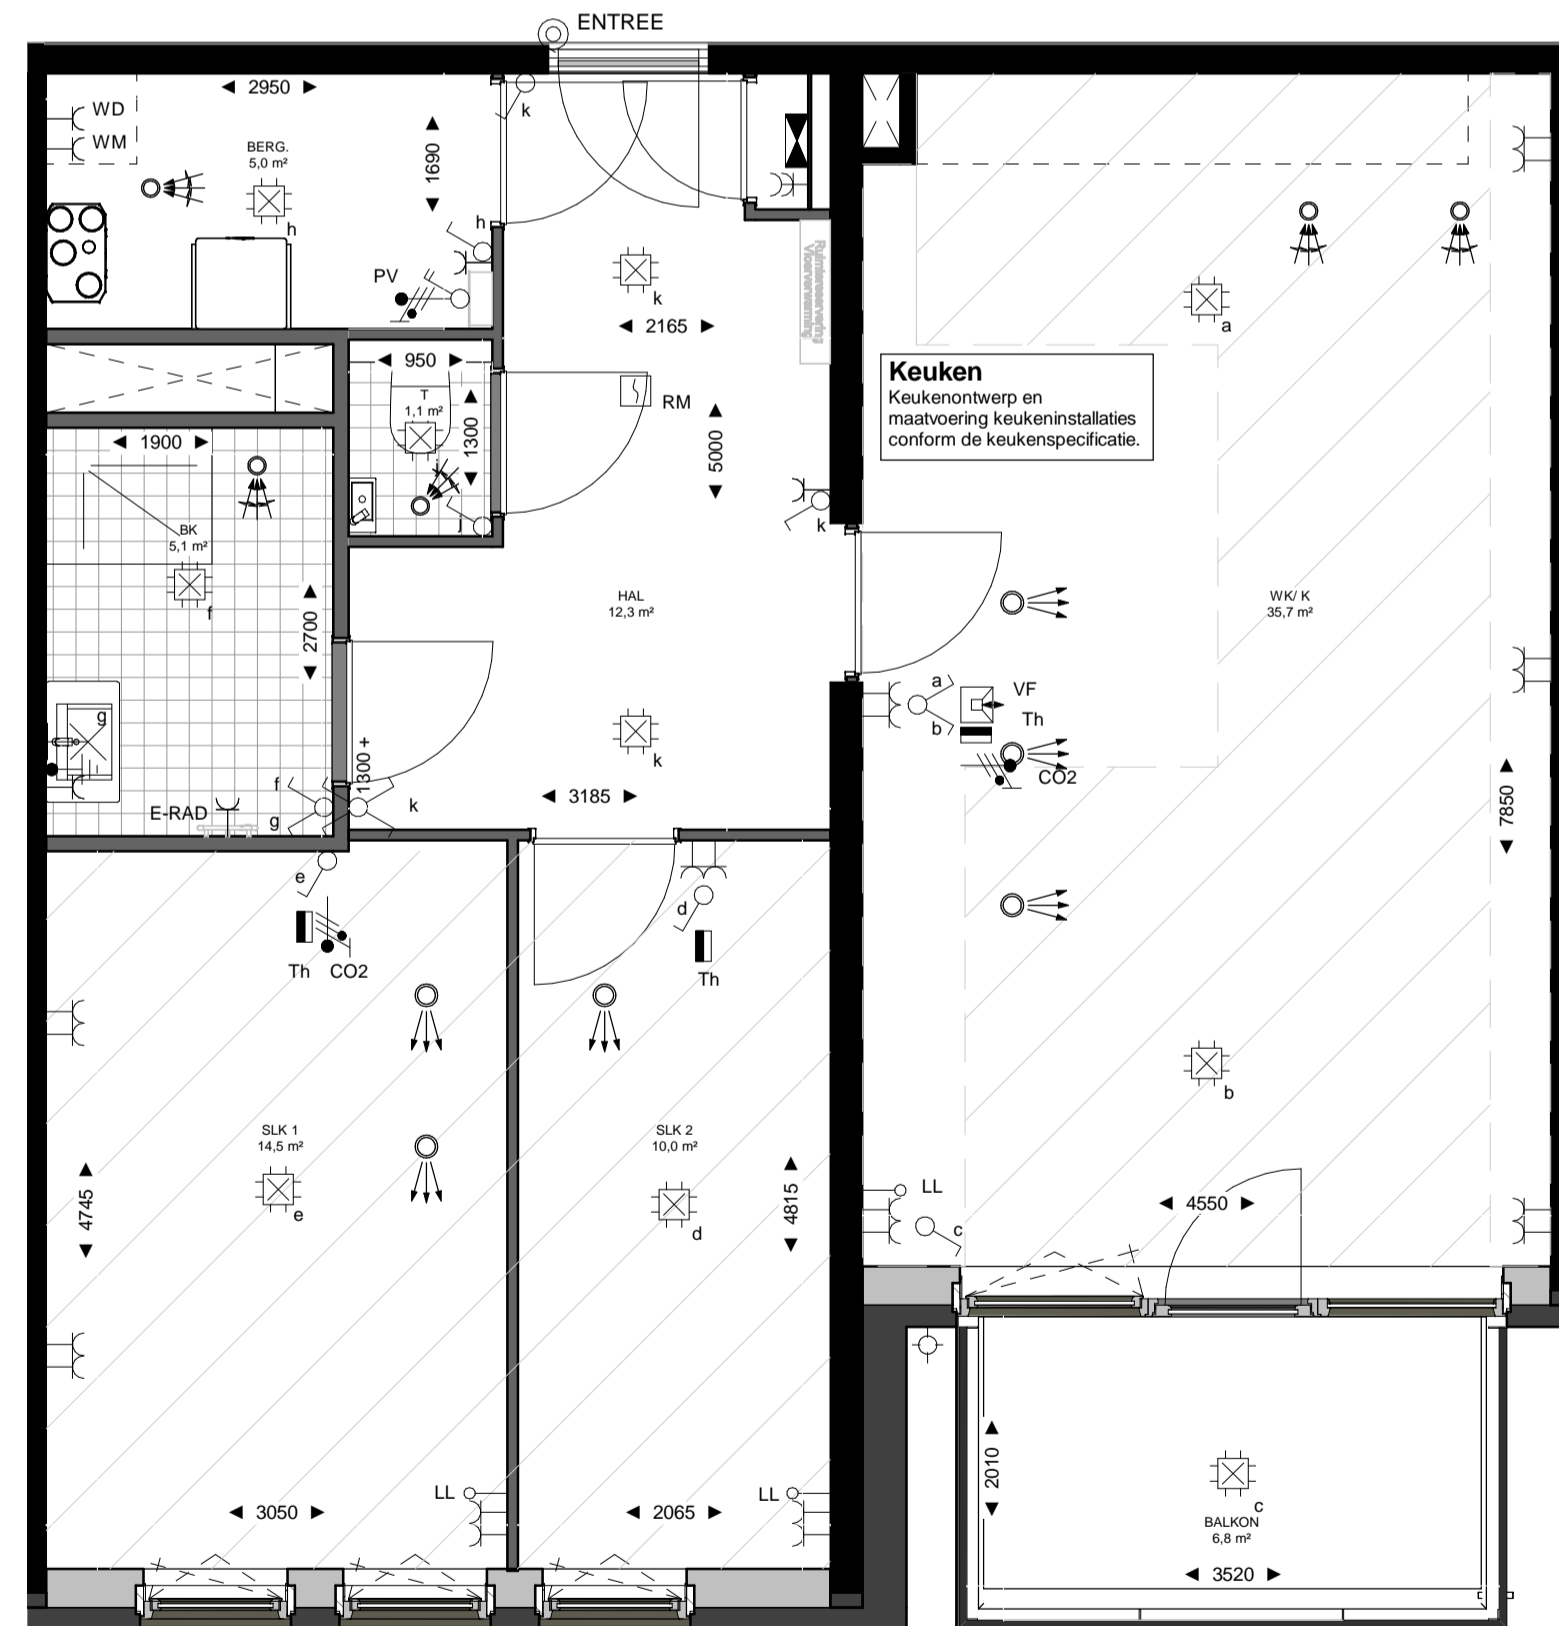 ENTREE
WD
WM
2950
BERG.
5,0 m²
1690
h
h
k
PV
k
2165
Ruimtereservering
Vloerverwarming
a
950
T
1,1 m²
1300
j
j
RM
5000
k
Keuken
Keukenontwerp en
maatvoering keukeninstallaties
conform de keukenspecificatie.
1900
BK
5,1 m²
f
2700
g
HAL
12,3 m²
WK/ K
35,7 m²
a
b
VF
Th
CO2
k
1300 +
f
g
k
E-RAD
3185
7850
e
Th
CO2
d
Th
b
SLK 1
14,5 m²
e
4745
SLK 2
10,0 m²
d
4815
LL
c
4550
LL
3050
LL
2065
2010
c
BALKON
6,8 m²
3520